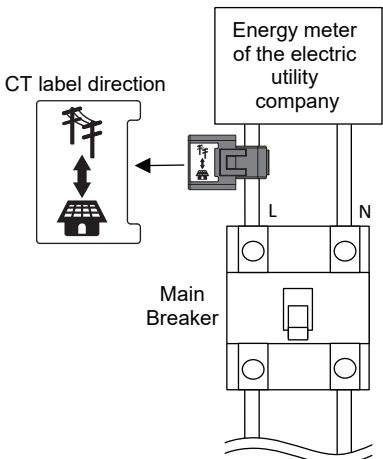 Energy meter
of the electric
utility
company
CT label direction
L
N
Main
Breaker